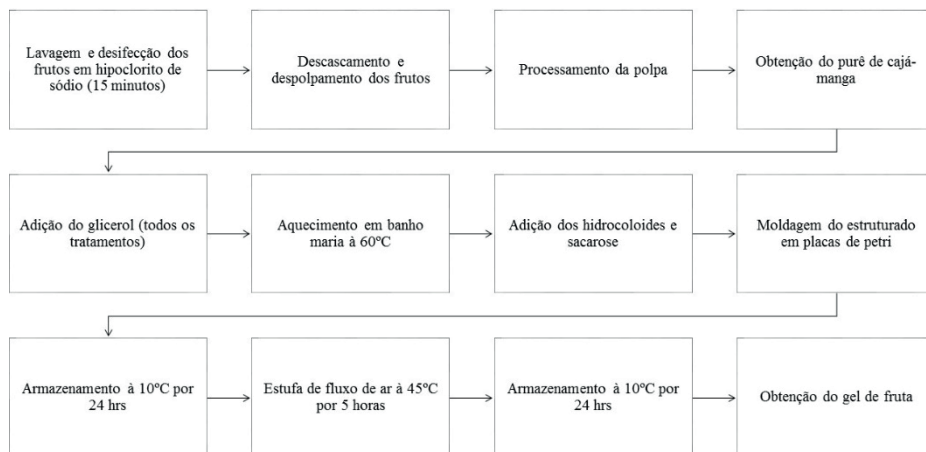 Lavagem e desifecção dos
frutos em hipoclorito de
sódio (15 minutos)
Descascamento e
despolpamento dos frutos
Processamento da polpa
Obtenção do purê de cajá-
manga
Adição do glicerol (todos os
tratamentos)
Aquecimento em banho
maria à 60ºC
Adição dos hidrocoloides e
sacarose
Moldagem do estruturado
em placas de petri
Armazenamento à 10ºC por
24 hrs
Estufa de fluxo de ar à 45ºC
por 5 horas
Armazenamento à 10ºC por
24 hrs
Obtenção do gel de fruta